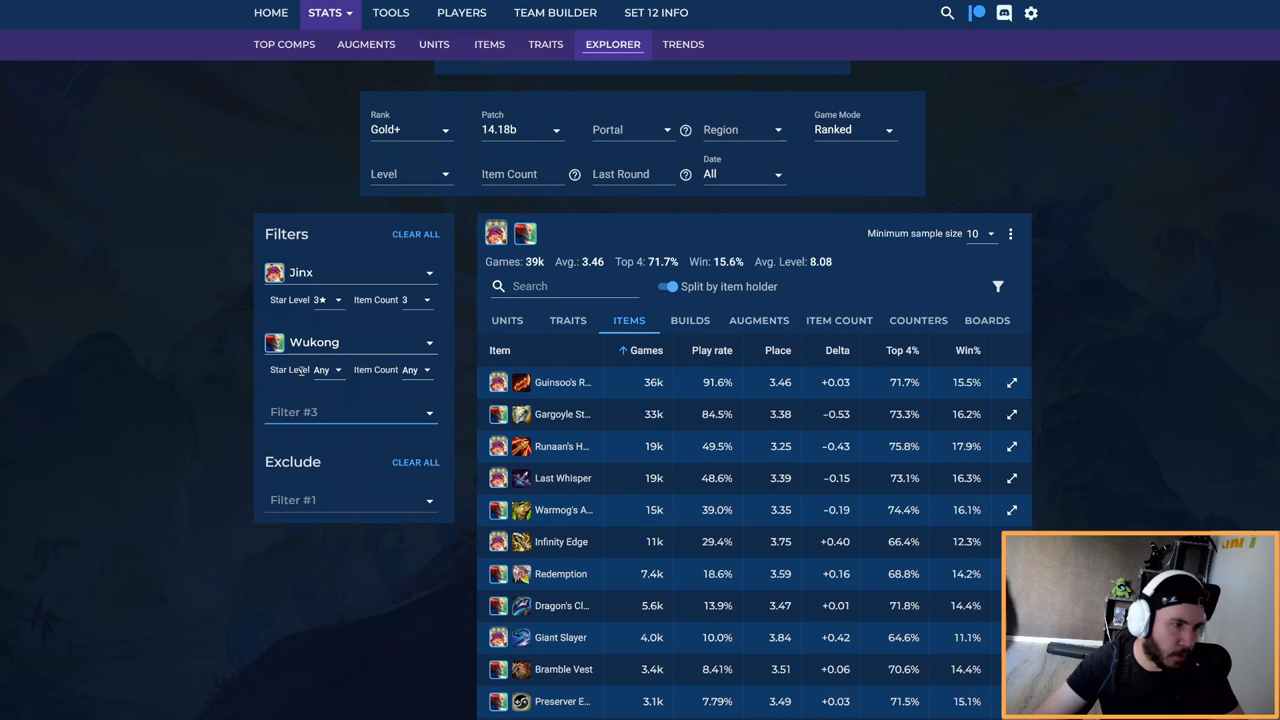 HOME STATS TOOLS PLAYERS TEAM BUILDER SET 12 INFO
TOP COMPS AUGMENTS UNITS ITEMS TRAITS EXPLORER TRENDS
Rank Patch Game Mode
Gold+ 14.18b Portal Region Ranked
Date
Level Item Count Last Round All
Filters CLEAR ALL
Jinx
Star Level 3★ Item Count 3
Wukong
Star Level Any Item Count Any
Filter #3
Exclude CLEAR ALL
Filter #1
Minimum sample size 10
Games: 39k Avg.: 3.46 Top 4: 71.7% Win: 15.6% Avg. Level: 8.08
Search Split by item holder
UNITS TRAITS ITEMS BUILDS AUGMENTS ITEM COUNT COUNTERS BOARDS
Item Games Play rate Place Delta Top 4% Win%
Guinsoo's R... 36k 91.6% 3.46 +0.03 71.7% 15.5%
Gargoyle St... 33k 84.5% 3.38 −0.53 73.3% 16.2%
Runaan's H... 19k 49.5% 3.25 −0.43 75.8% 17.9%
Last Whisper 19k 48.6% 3.39 −0.15 73.1% 16.3%
Warmog's A... 15k 39.0% 3.35 −0.19 74.4% 16.1%
Infinity Edge 11k 29.4% 3.75 +0.40 66.4% 12.3%
Redemption 7.4k 18.6% 3.59 +0.16 68.8% 14.2%
Dragon's Cl... 5.6k 13.9% 3.47 +0.01 71.8% 14.4%
Giant Slayer 4.0k 10.0% 3.84 +0.42 64.6% 11.1%
Bramble Vest 3.4k 8.41% 3.51 +0.06 70.6% 14.4%
Preserver E... 3.1k 7.79% 3.49 +0.03 71.5% 15.1%